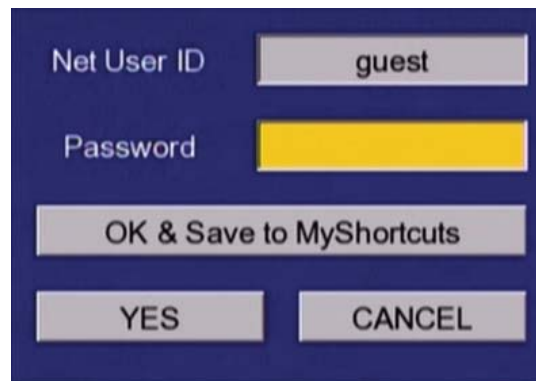 Net User ID guest
Password
OK & Save to MyShortcuts
YES CANCEL